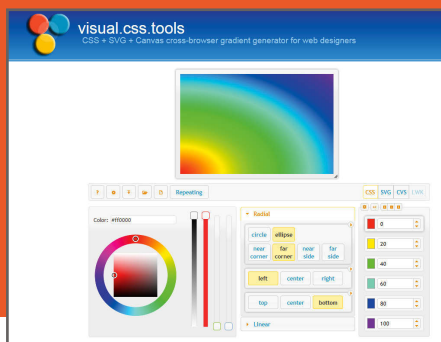 visual.css.tools
CSS + SVG + Canvas cross-browser gradient generator for web designers
Repeating
CSS SVG CVS LWR
Color: #ff0000
Radial
circle ellipse
near corner far corner near side far side
left center right
top center bottom
Linear
0
20
40
60
80
100